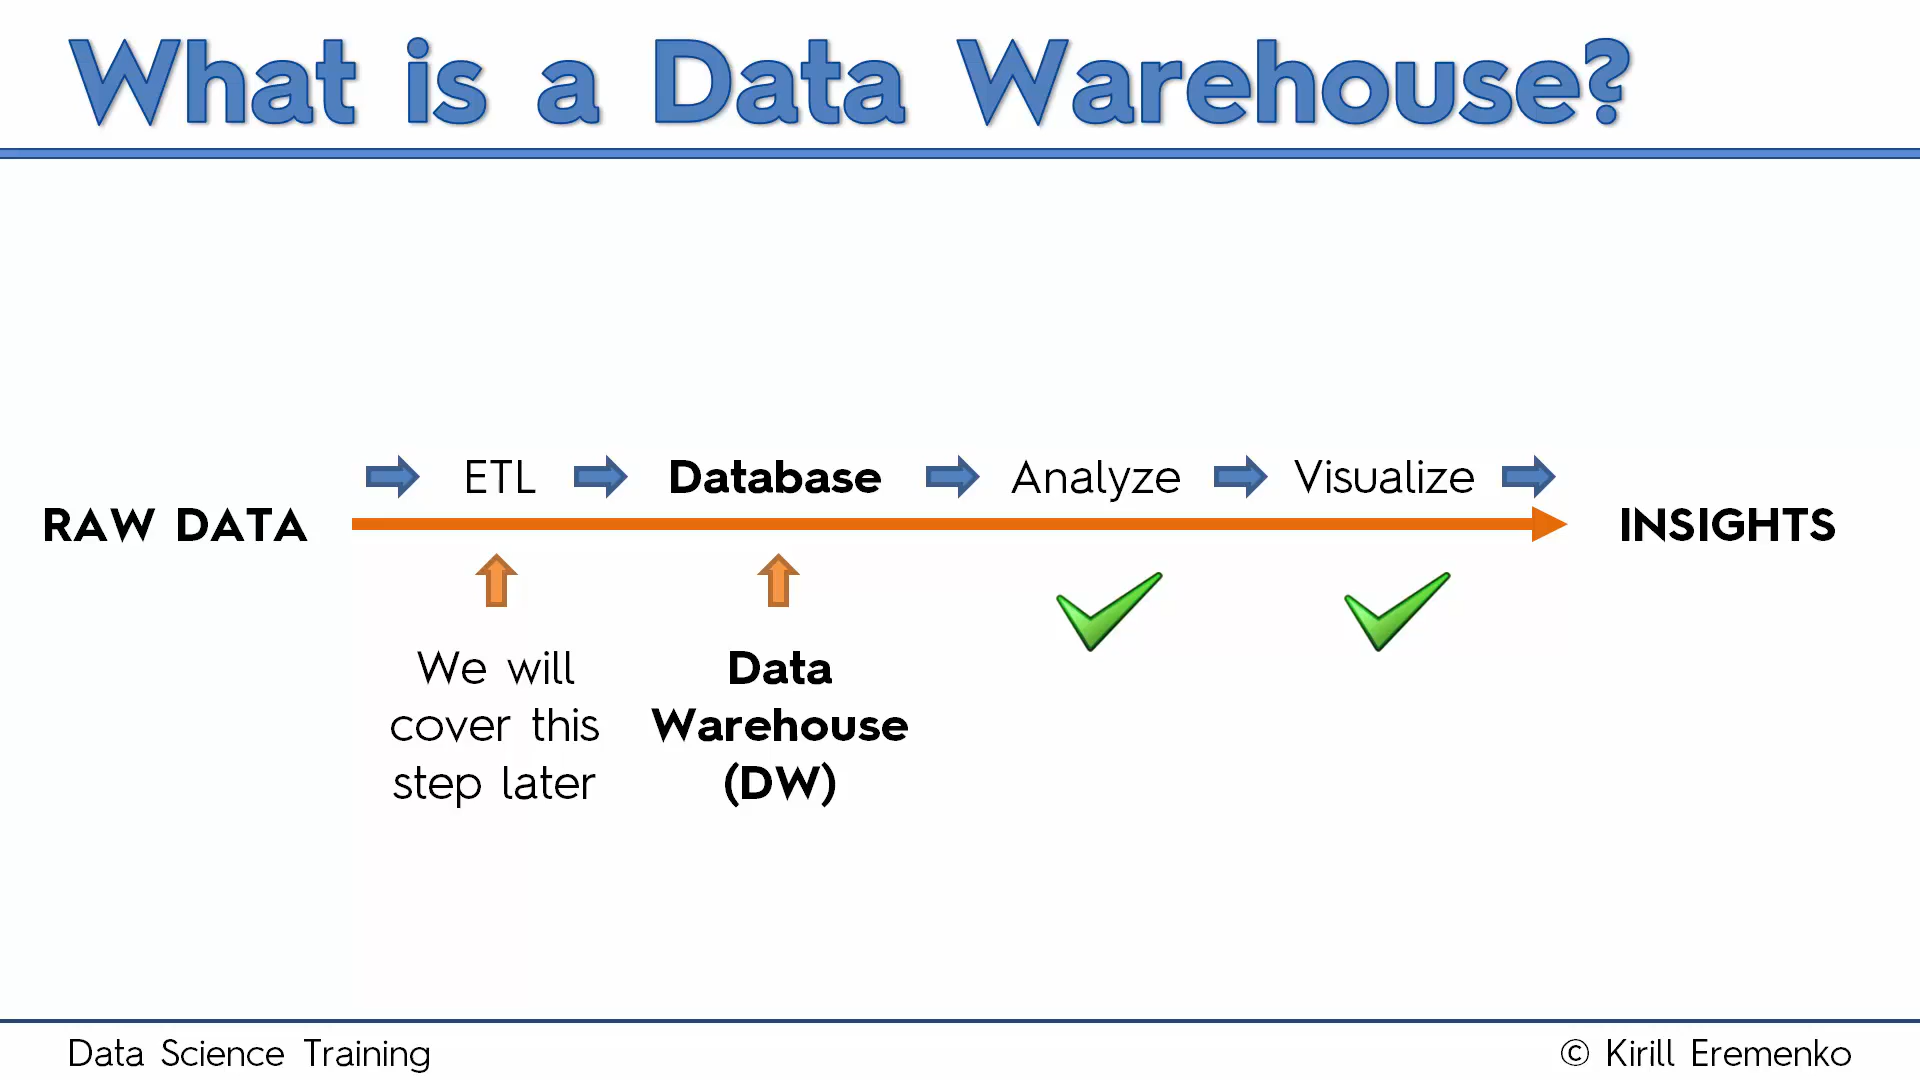 What is a Data Warehouse?
ETL Database Analyze Visualize
RAW DATA INSIGHTS
We will
cover this
step later
Data
Warehouse
(DW)
Data Science Training
© Kirill Eremenko